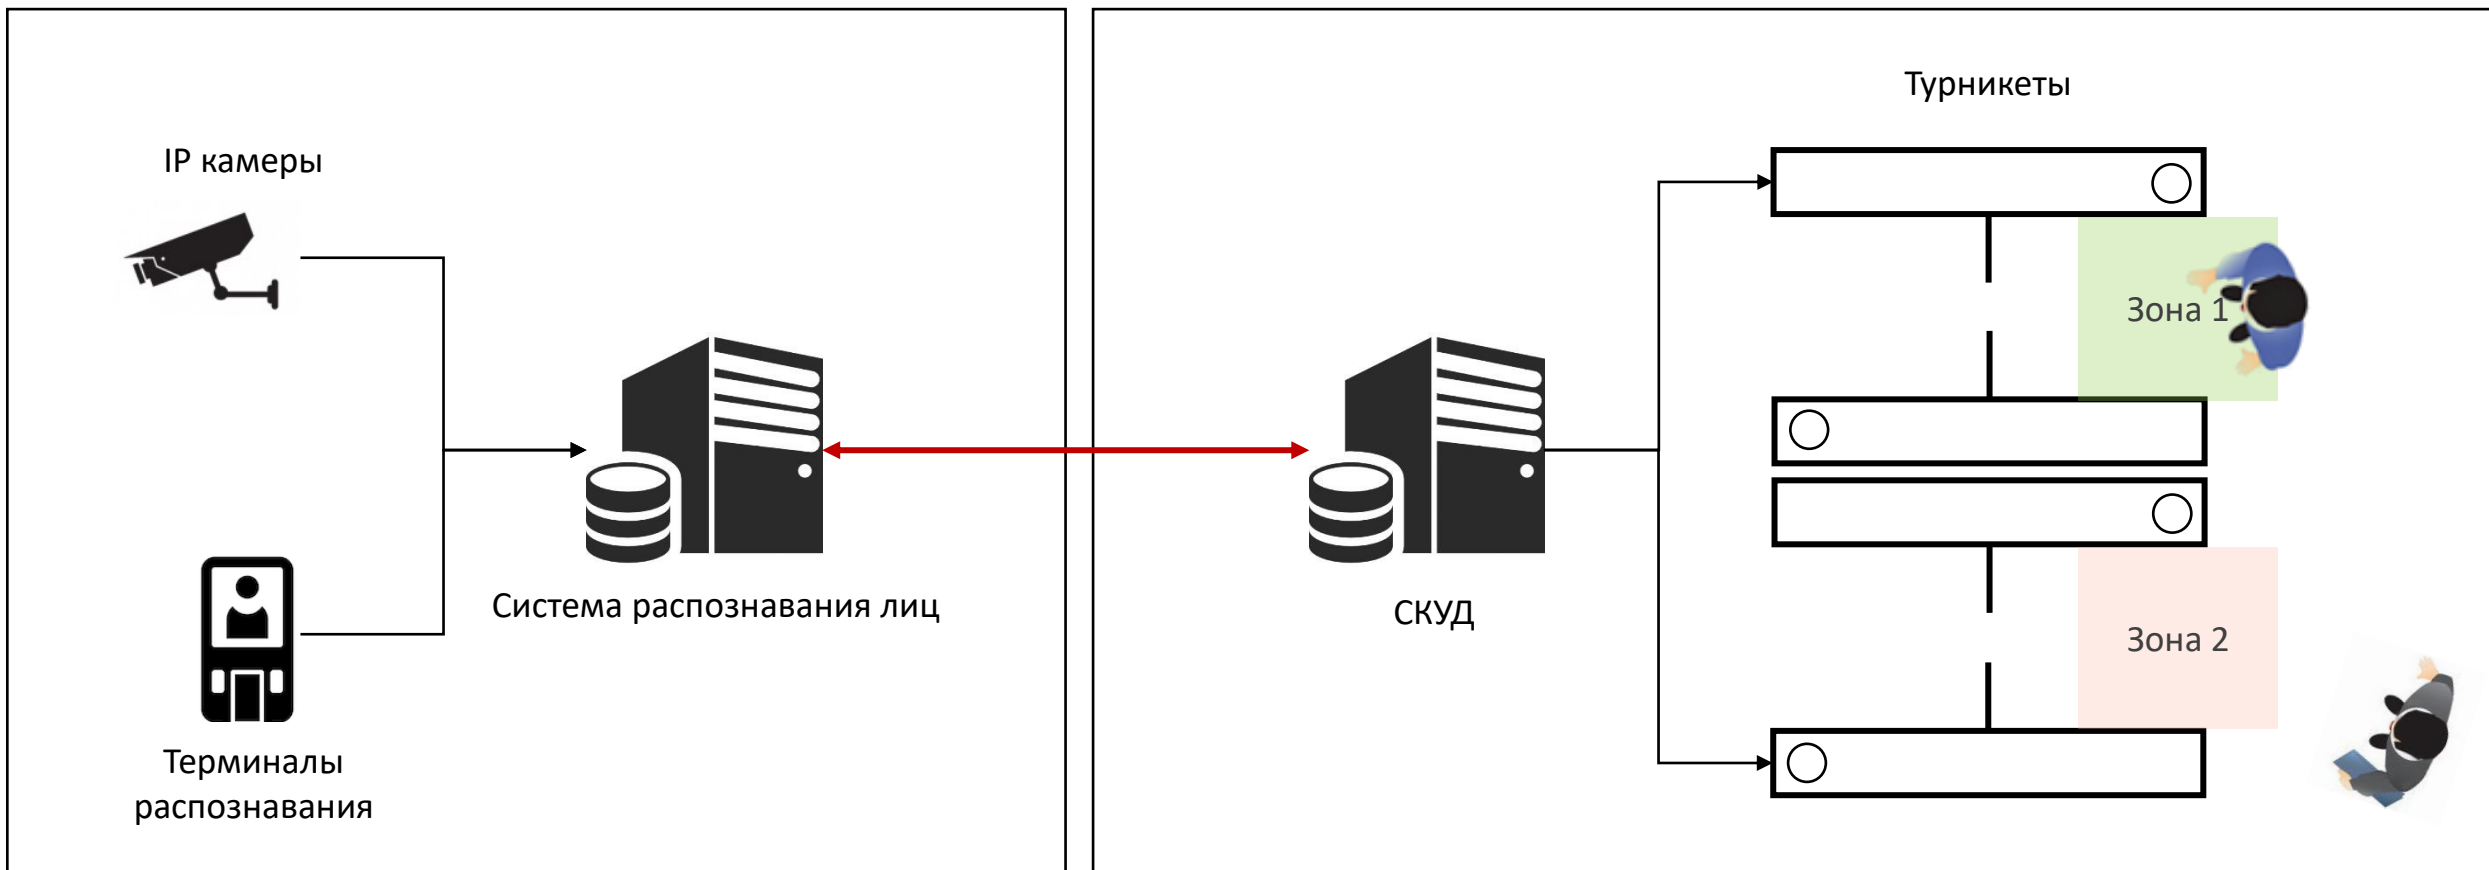 IP камеры
Терминалы
распознавания
Система распознавания лиц
СКУД
Турникеты
Зона 1
Зона 2